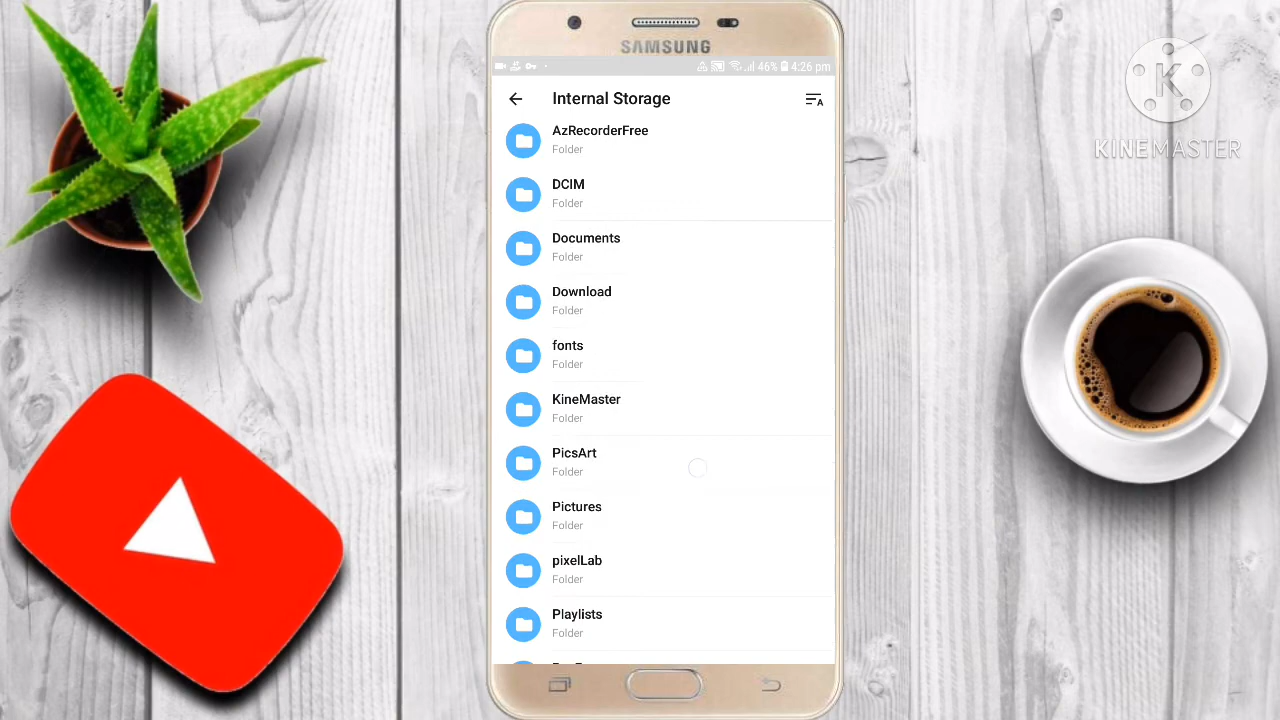 SAMSUNG
46% 4:26 pm
Internal Storage
AzRecorderFree
Folder
DCIM
Folder
Documents
Folder
Download
Folder
fonts
Folder
KineMaster
Folder
PicsArt
Folder
Pictures
Folder
pixelLab
Folder
Playlists
Folder
K
KINEMASTER